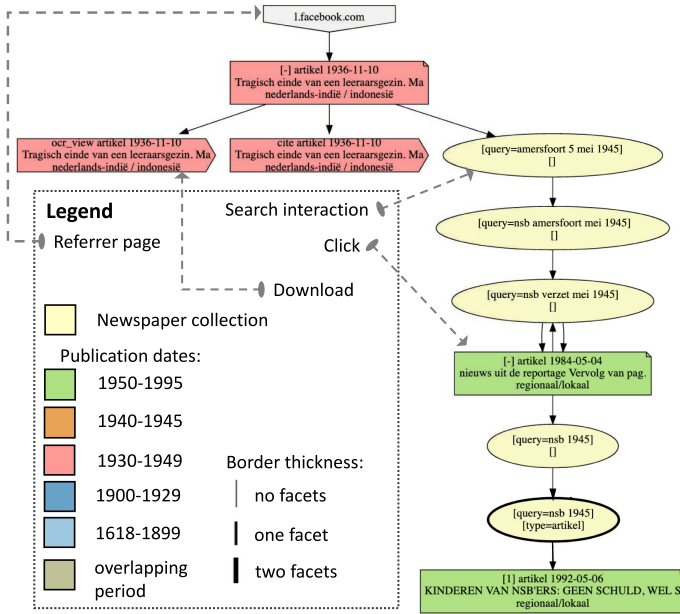 l.facebook.com
[-] artikel 1936-11-10
Tragisch einde van een leeraarsgezin. Ma
nederlands-indië / indonesië
ocr_view artikel 1936-11-10
Tragisch einde van een leeraarsgezin. Ma
nederlands-indië / indonesië
cite artikel 1936-11-10
Tragisch einde van een leeraarsgezin. Ma
nederlands-indië / indonesië
[query=amersfoort 5 mei 1945]
[]
[query=nsb amersfoort mei 1945]
[]
[query=nsb verzet mei 1945]
[]
[-] artikel 1984-05-04
nieuws uit de reportage Vervolg van pag.
regionaal/lokaal
[query=nsb 1945]
[]
[query=nsb 1945]
[type=artikel]
[1] artikel 1992-05-06
KINDEREN VAN NSB'ERS: GEEN SCHULD, WEL S
regionaal/lokaal
Legend
Search interaction
Referrer page
Click
Download
Newspaper collection
Publication dates:
1950-1995
1940-1945
1930-1949
1900-1929
1618-1899
overlapping
period
Border thickness:
no facets
one facet
two facets